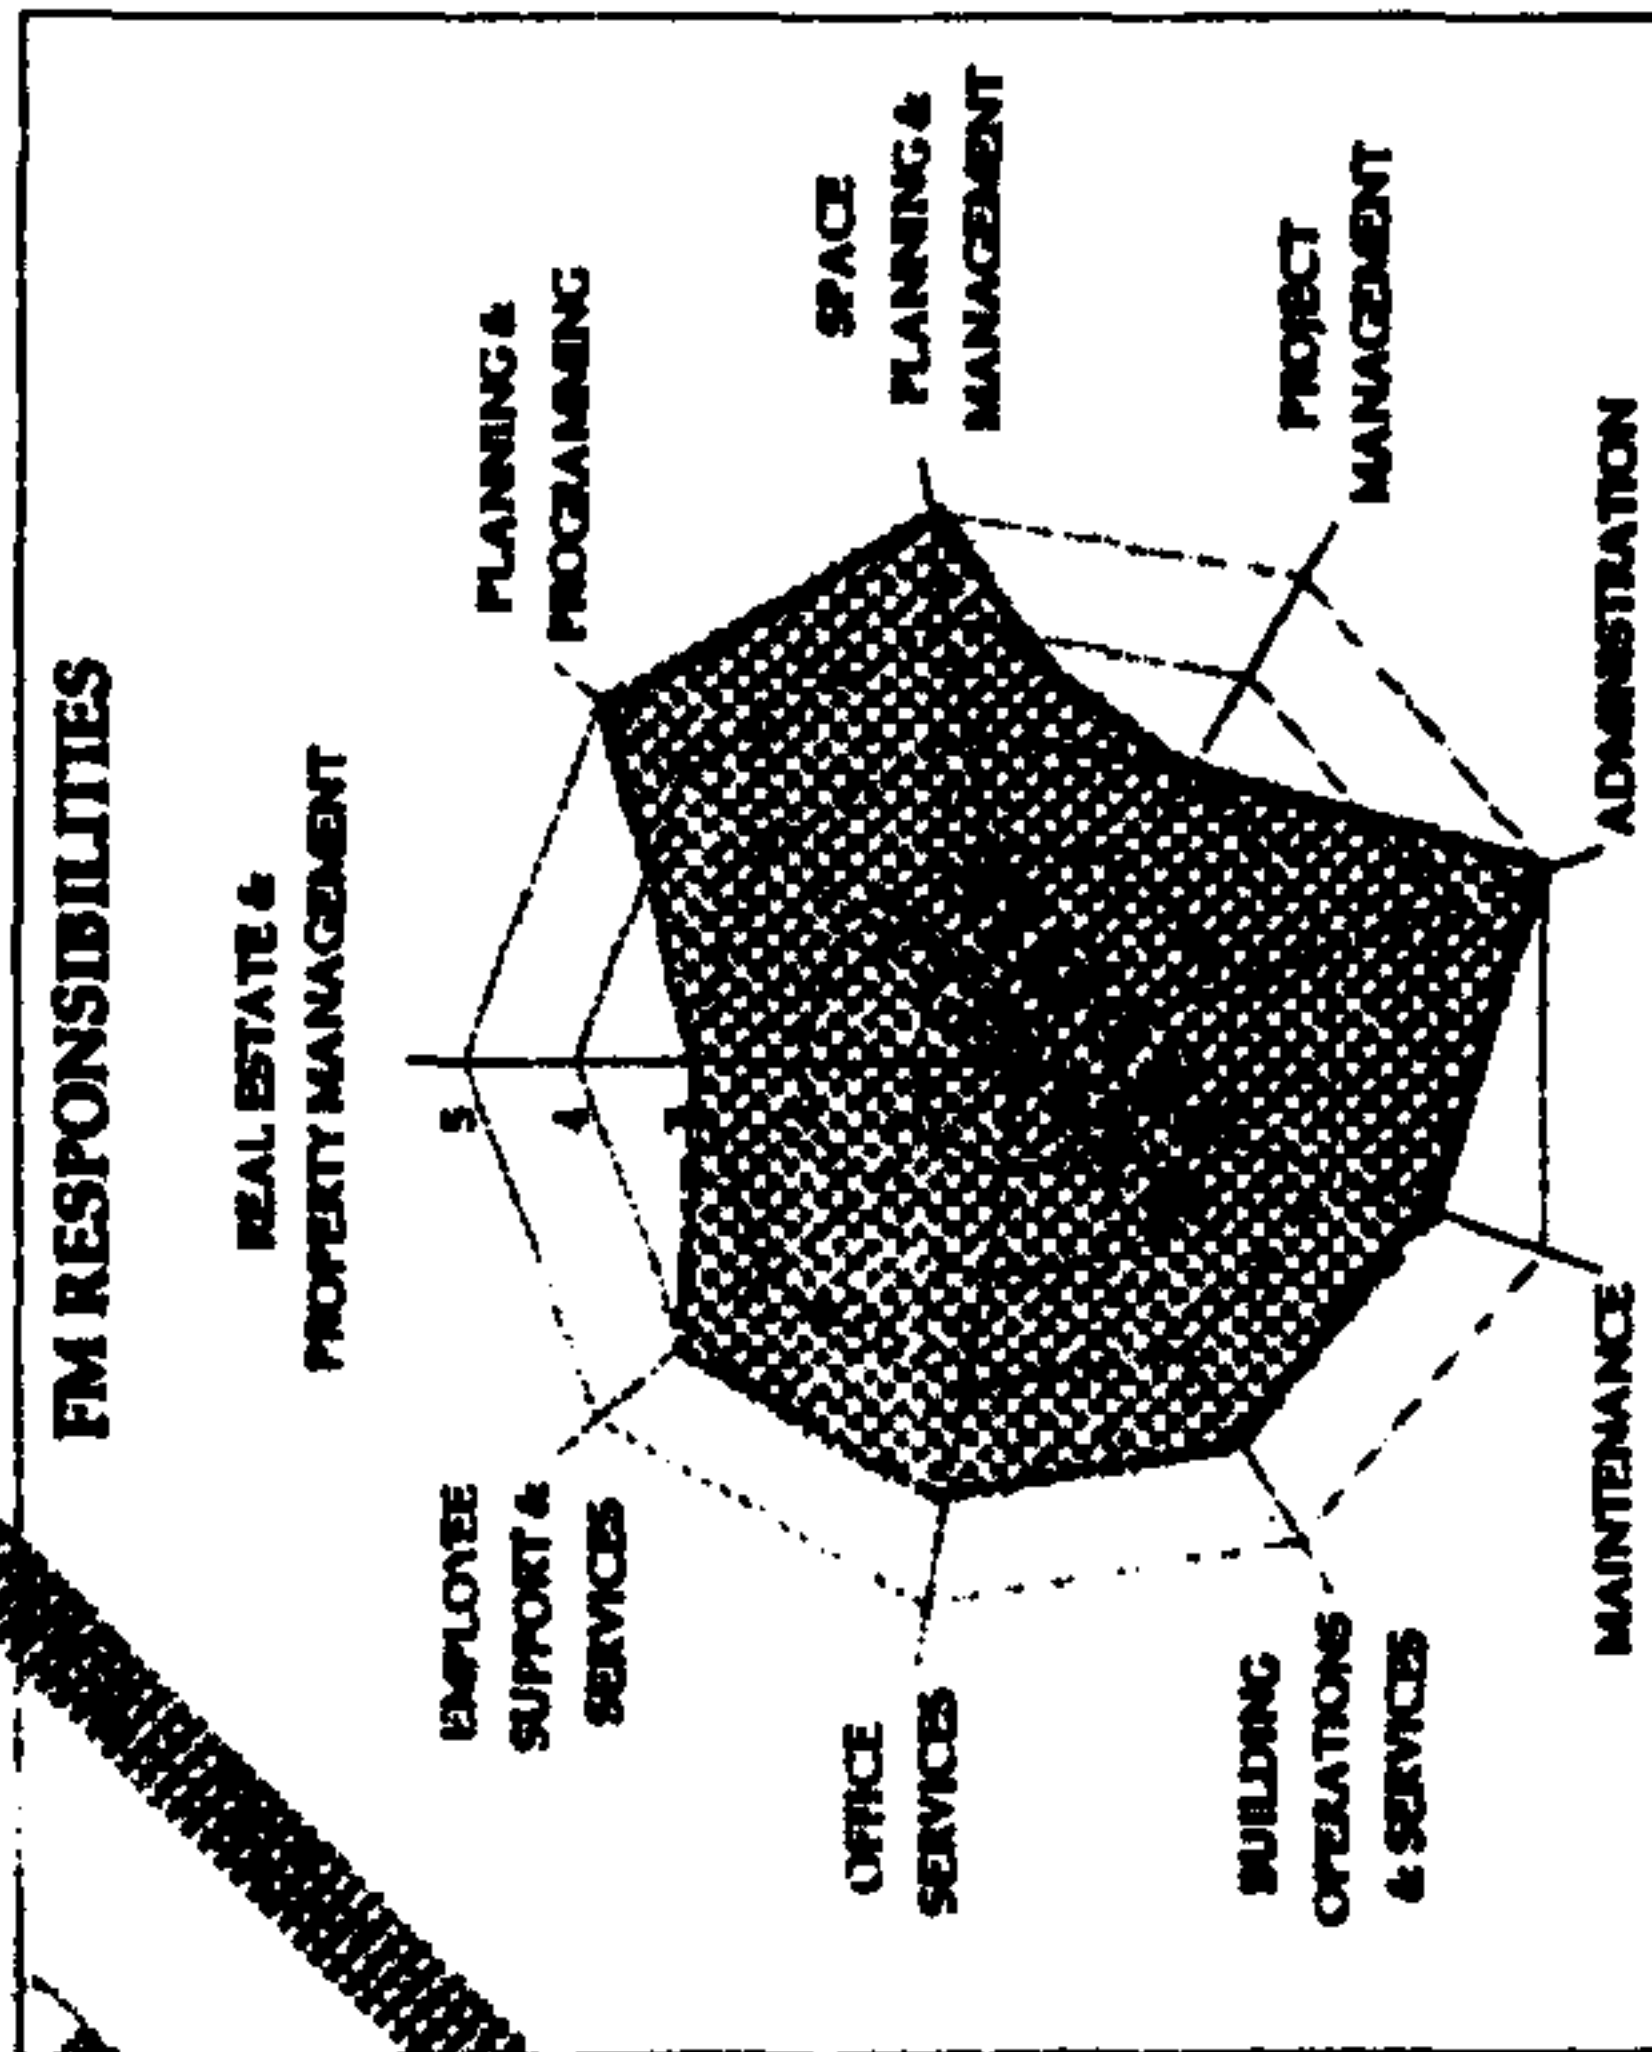 FM RESPONSIBILITIES
REAL ESTATE &
PROPERTY MANAGEMENT
PLANNING &
PROGRAMMING
SPACE
PLANNING &
MANAGEMENT
PROJECT
MANAGEMENT
ADMINISTRATION
MAINTENANCE
BUILDING
OPERATIONS
& SERVICES
OFFICE
SERVICES
EMPLOYEE
SUPPORT &
SERVICES
5
4